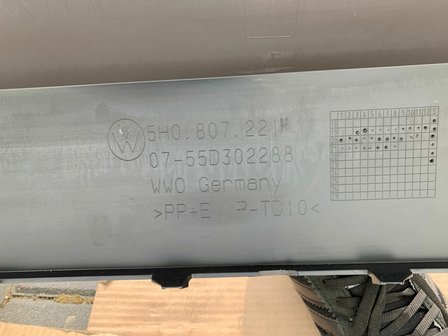 5H0.807.221
07-55D302288
WWO Germany
>PP+E P-TD10<